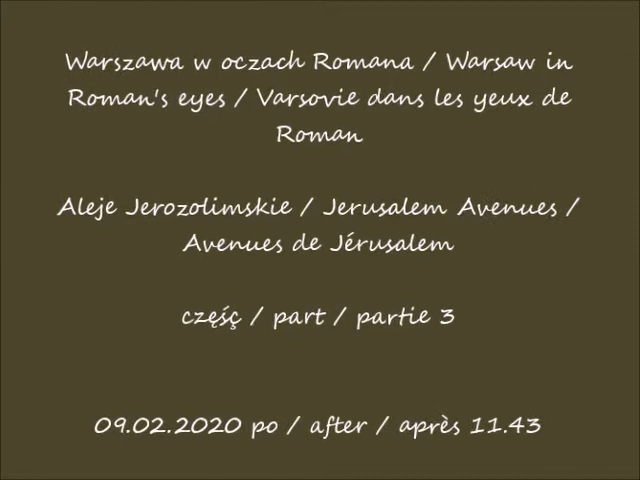 Warszawa w oczach Romana / Warsaw in
Roman's eyes / Varsovie dans les yeux de
Roman
Aleje Jerozolimskie / Jerusalem Avenues /
Avenues de Jérusalem
częśç / part / partie 3
09.02.2020 po / after / après 11.43